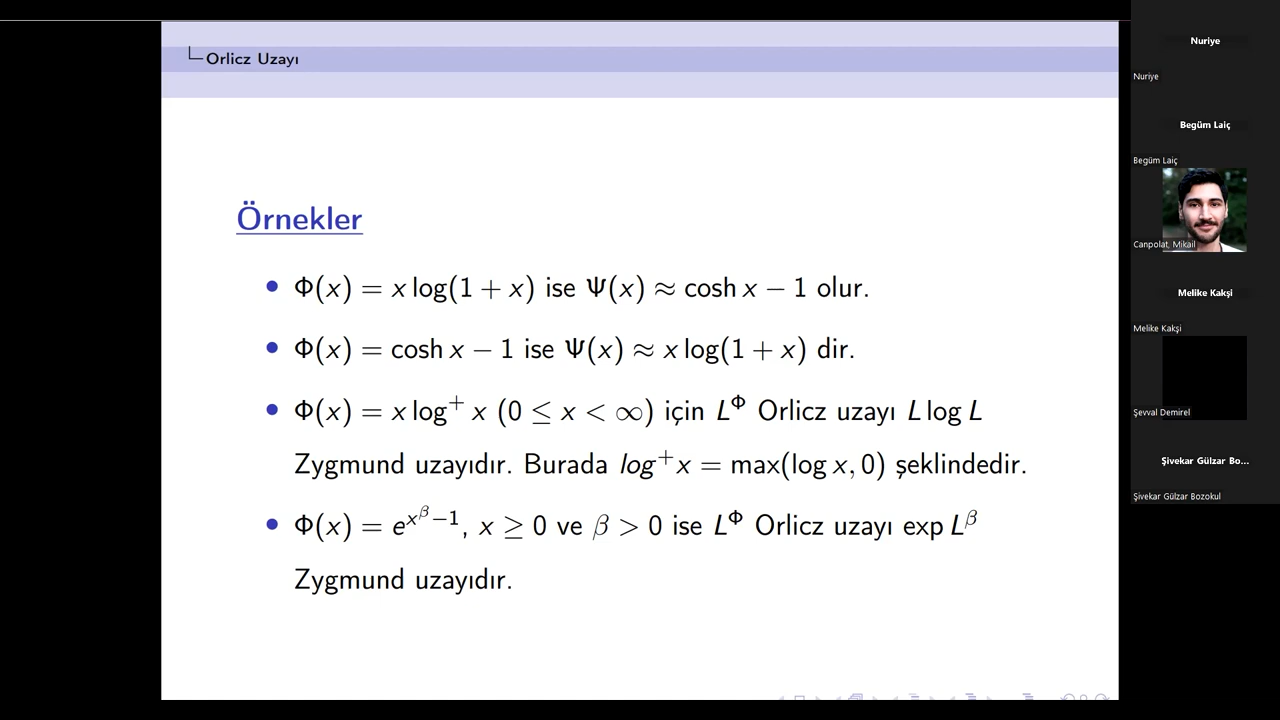 Orlicz Uzayı
Örnekler
• Φ(x) = x log(1 + x) ise Ψ(x) ≈ cosh x − 1 olur.
• Φ(x) = cosh x − 1 ise Ψ(x) ≈ x log(1 + x) dir.
• Φ(x) = x log⁺ x (0 ≤ x < ∞) için L^Φ Orlicz uzayı L log L
Zygmund uzayıdır. Burada log⁺x = max(log x, 0) şeklindedir.
• Φ(x) = e^{x^β−1}, x ≥ 0 ve β > 0 ise L^Φ Orlicz uzayı exp L^β
Zygmund uzayıdır.
Nuriye
Nuriye
Begüm Laiç
Begüm Laiç
Canpolat, Mikail
Melike Kakşi
Melike Kakşi
Şevval Demirel
Şivekar Gülzar Bo...
Şivekar Gülzar Bozokul